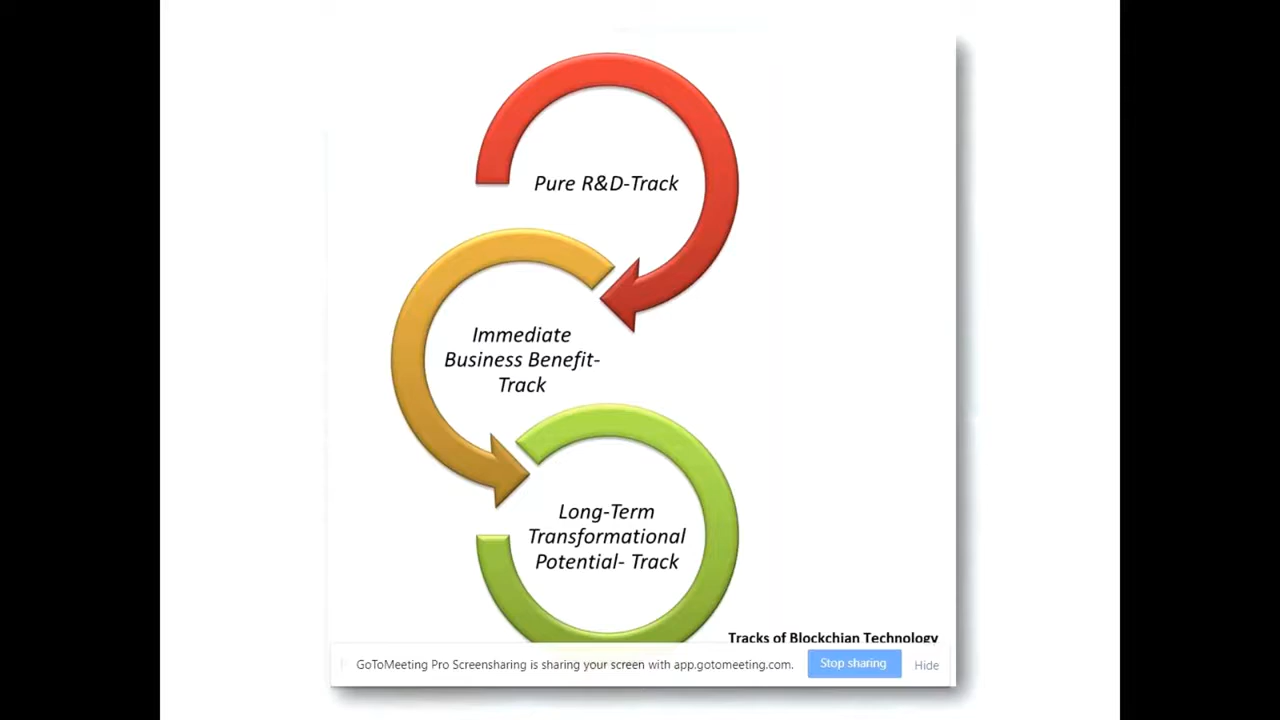 Pure R&D-Track
Immediate
Business Benefit-
Track
Long-Term
Transformational
Potential- Track
Tracks of Blockchian Technology
GoToMeeting Pro Screensharing is sharing your screen with app.gotomeeting.com.
Stop sharing
Hide